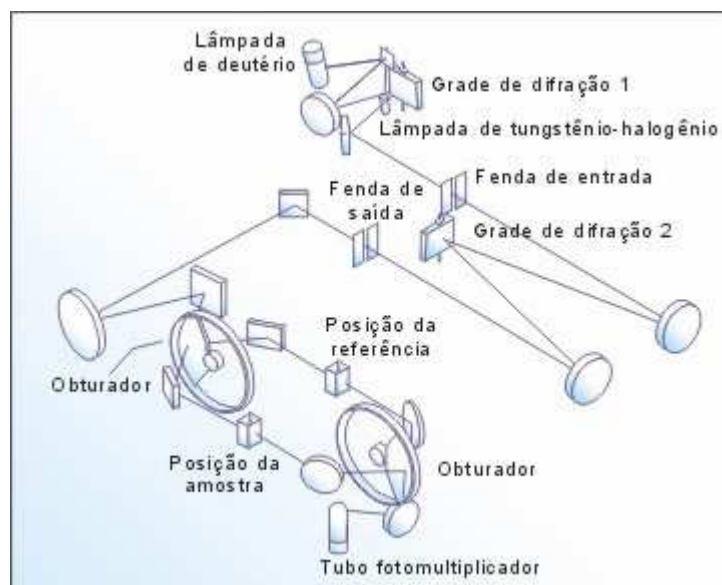 Lâmpada
de deutério
Grade de difração 1
Lâmpada de tungstênio-halogênio
Fenda de entrada
Fenda de
saída
Grade de difração 2
Posição da
referência
Obturador
Posição da
amostra
Obturador
Tubo fotomultiplicador